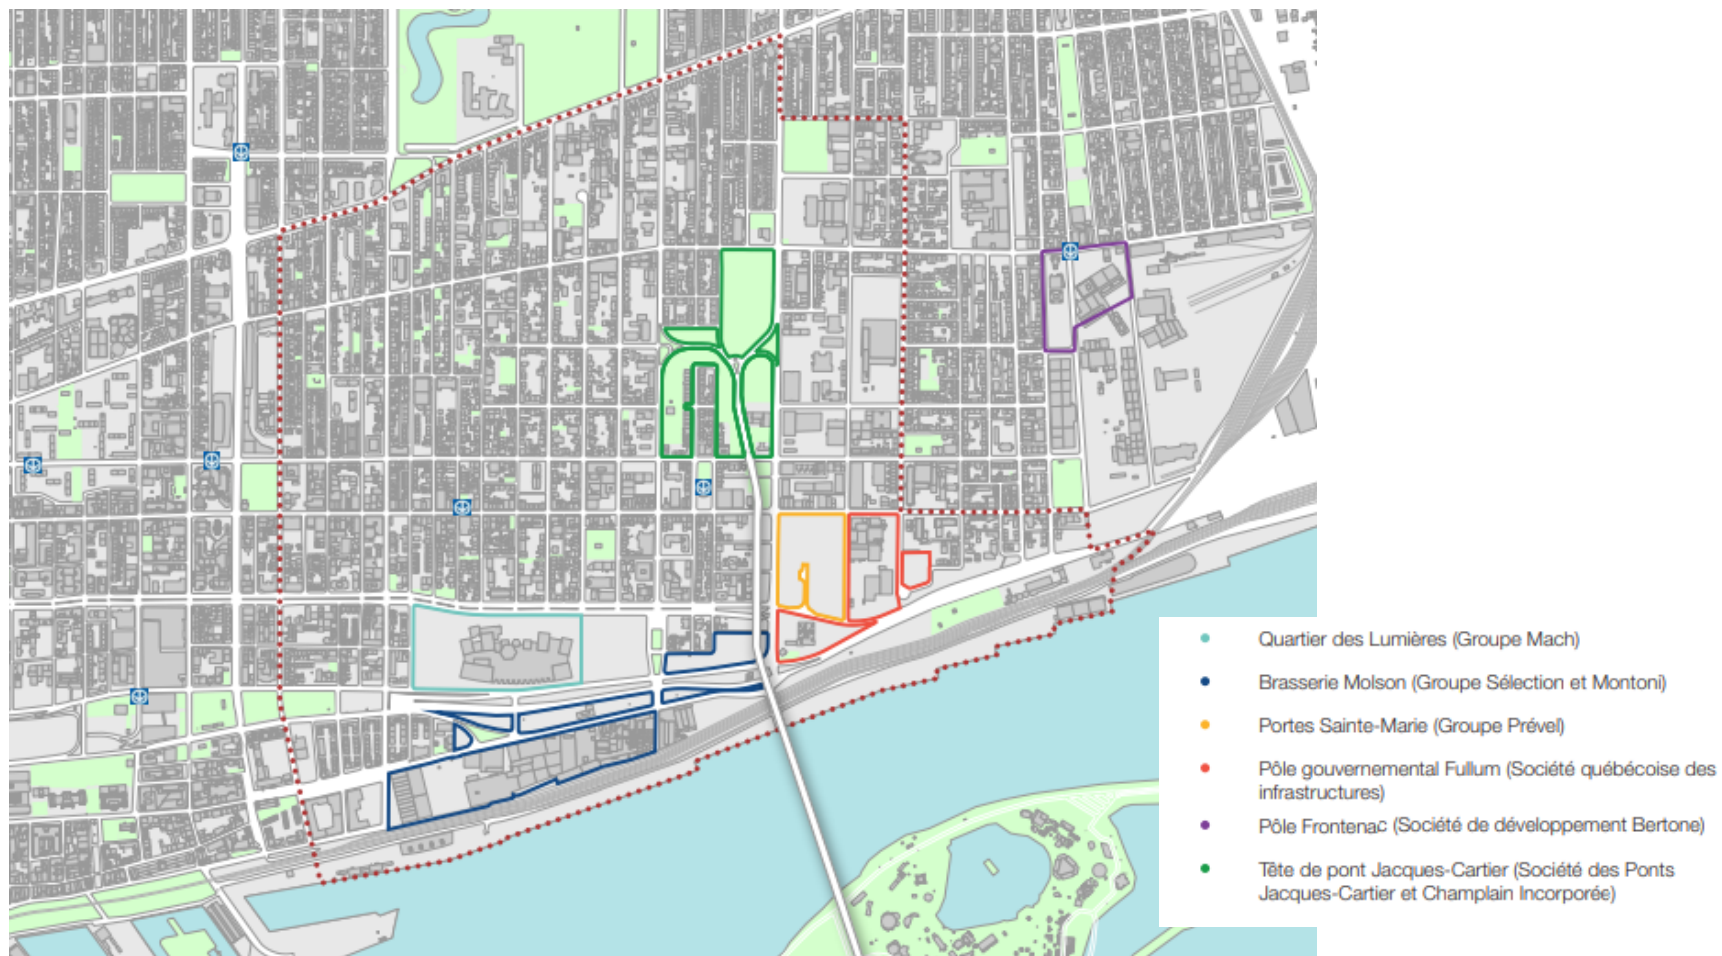 Quartier des Lumières (Groupe Mach)
Brasserie Molson (Groupe Sélection et Montoni)
Portes Sainte-Marie (Groupe Prével)
Pôle gouvernemental Fullum (Société québécoise des
infrastructures)
Pôle Frontenac (Société de développement Bertone)
Tête de pont Jacques-Cartier (Société des Ponts
Jacques-Cartier et Champlain Incorporée)